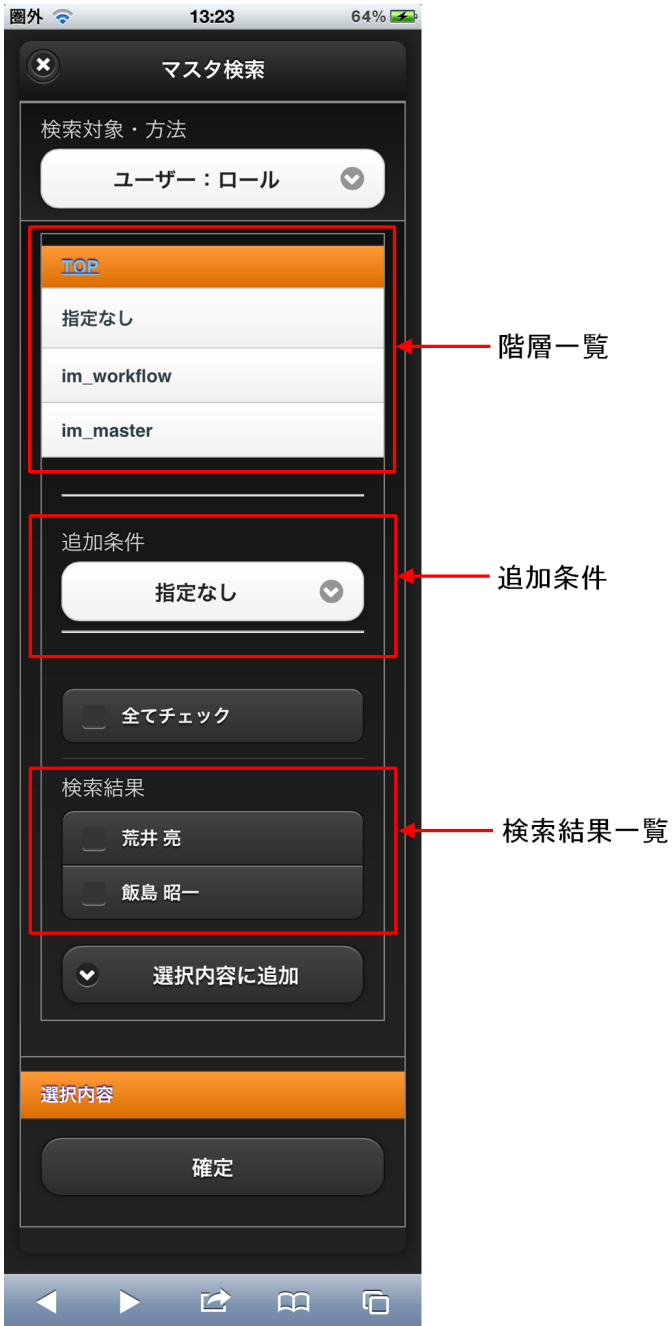 圏外 13:23 64%
マスタ検索
検索対象・方法
ユーザー：ロール
TOP
指定なし
im_workflow
im_master
階層一覧
追加条件
指定なし
追加条件
全てチェック
検索結果
荒井 亮
飯島 昭一
検索結果一覧
選択内容に追加
選択内容
確定